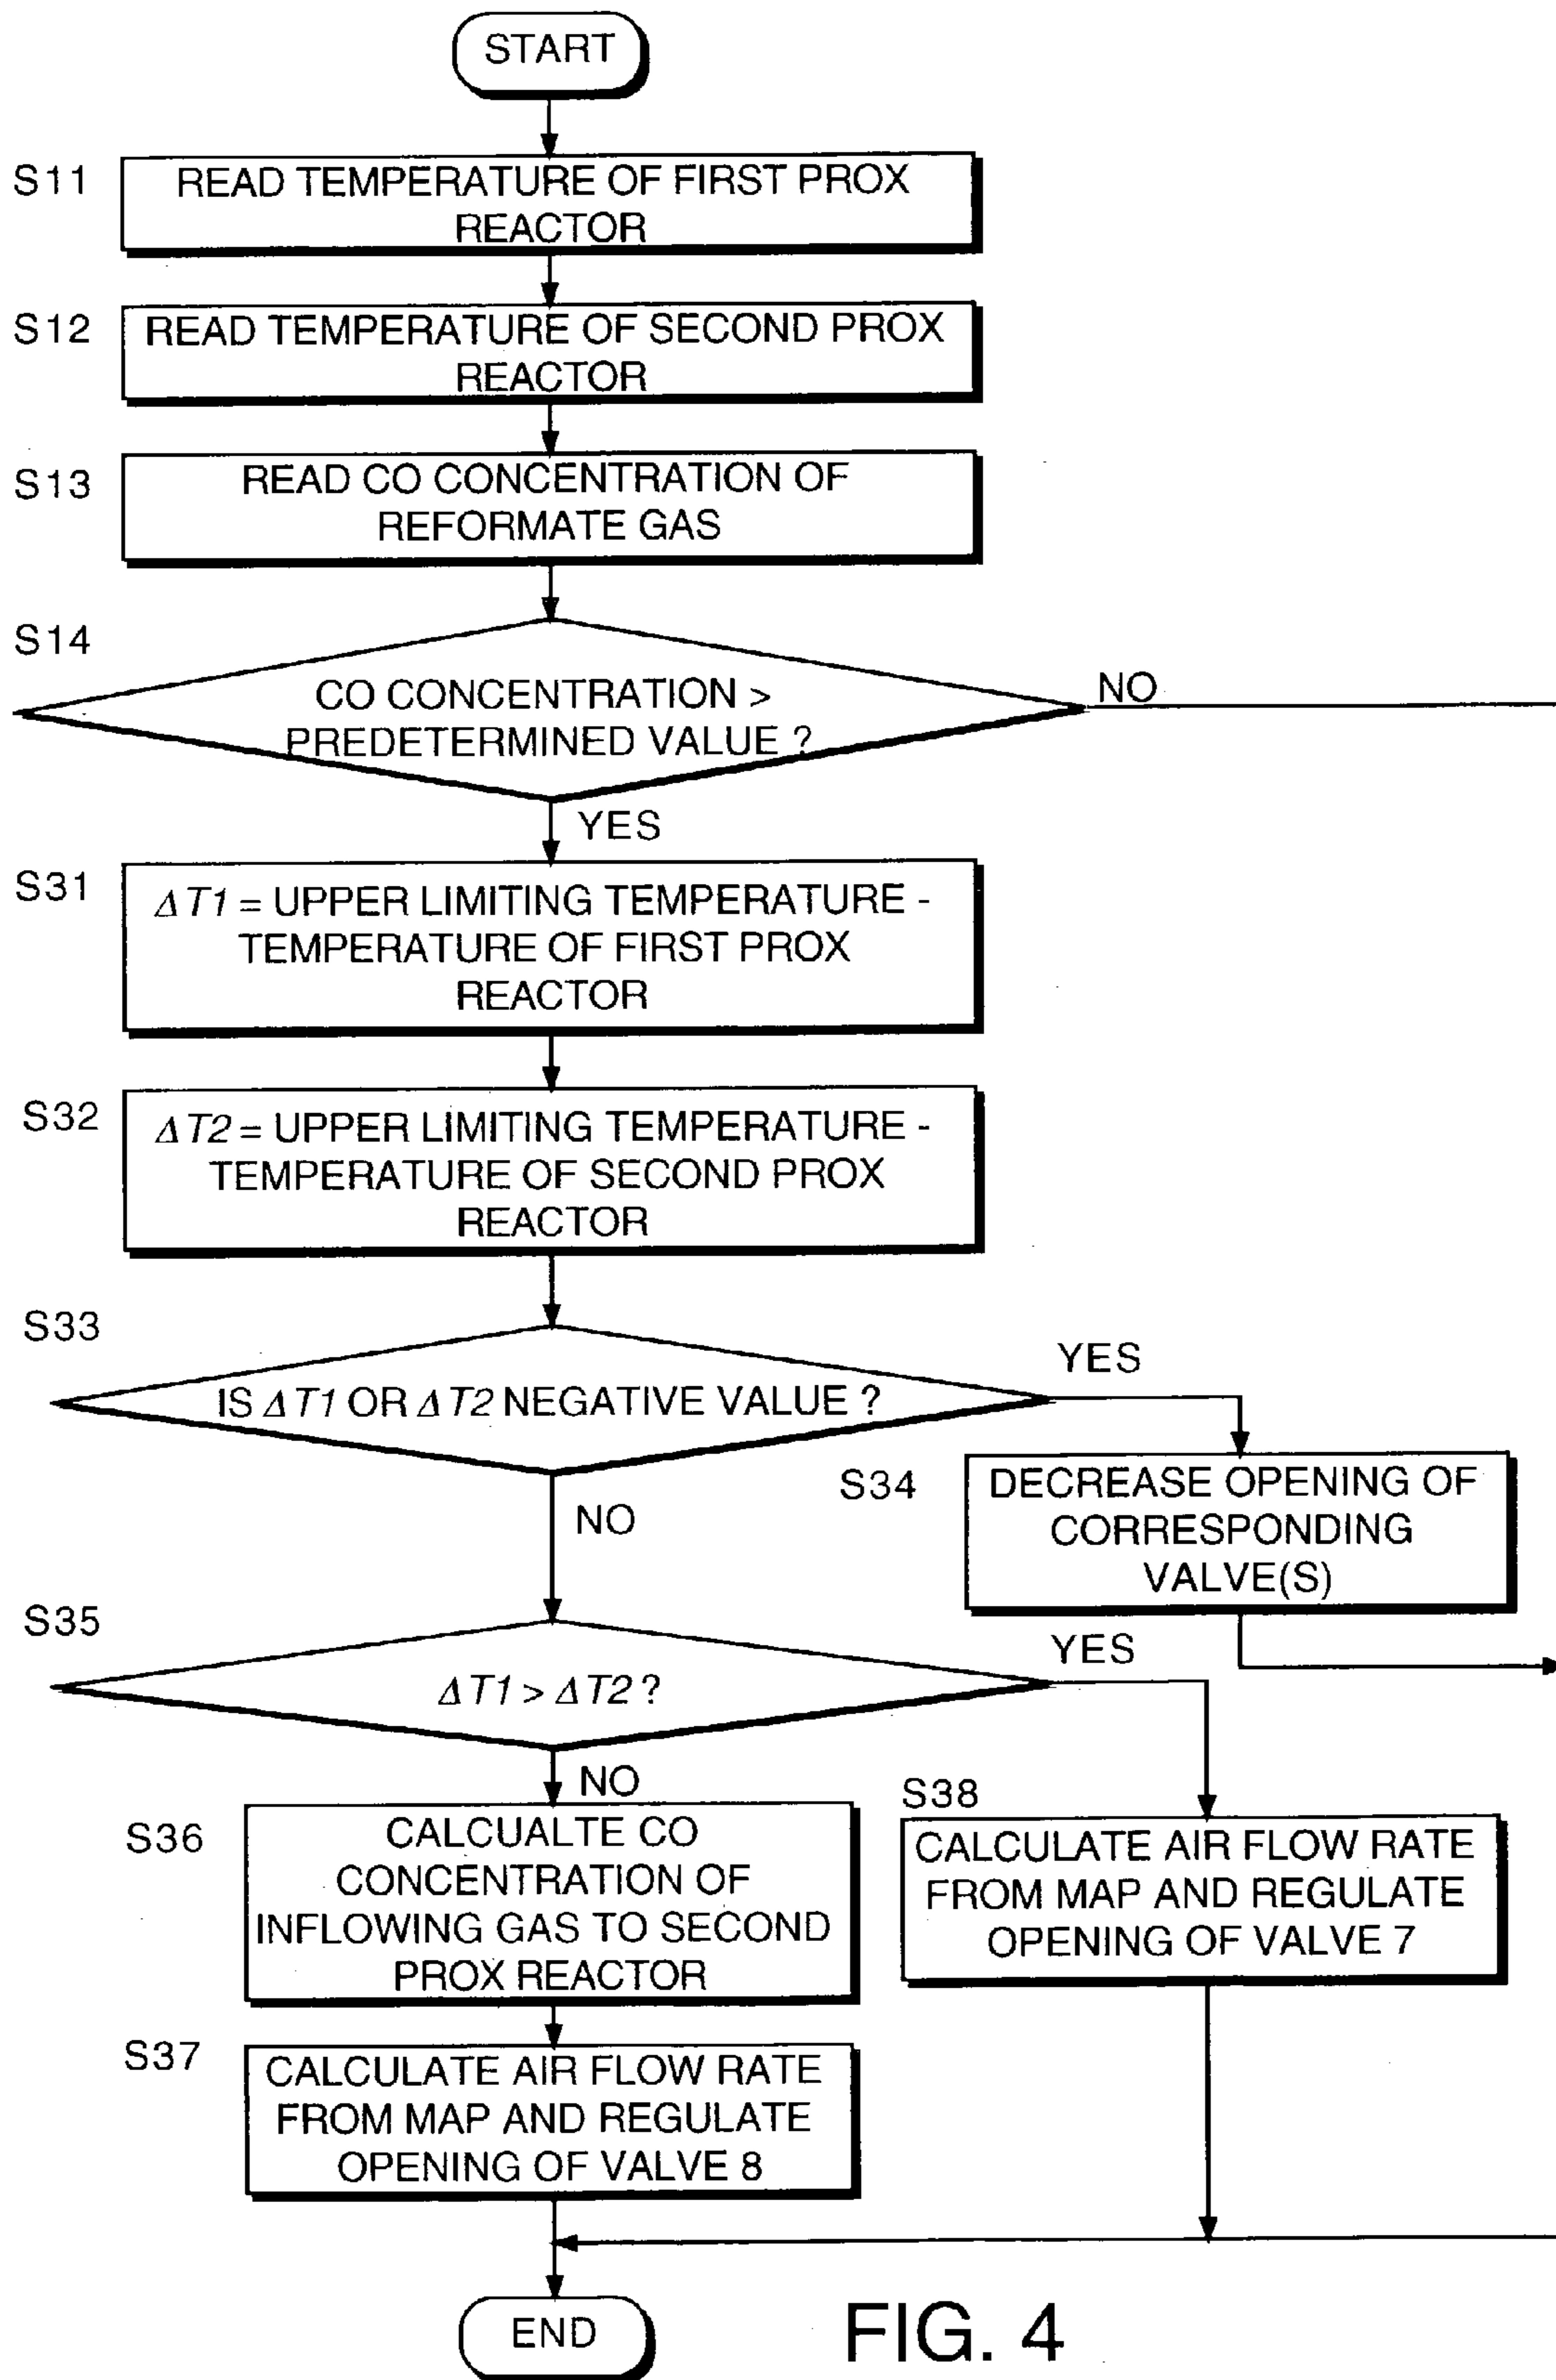 START
S11
READ TEMPERATURE OF FIRST PROX
REACTOR
S12
READ TEMPERATURE OF SECOND PROX
REACTOR
S13
READ CO CONCENTRATION OF
REFORMATE GAS
S14
CO CONCENTRATION >
PREDETERMINED VALUE ?
NO
YES
S31
ΔT1 = UPPER LIMITING TEMPERATURE -
TEMPERATURE OF FIRST PROX
REACTOR
S32
ΔT2 = UPPER LIMITING TEMPERATURE -
TEMPERATURE OF SECOND PROX
REACTOR
S33
IS ΔT1 OR ΔT2 NEGATIVE VALUE ?
YES
NO
S34
DECREASE OPENING OF
CORRESPONDING
VALVE(S)
S35
ΔT1 > ΔT2 ?
YES
NO
S36
CALCUALTE CO
CONCENTRATION OF
INFLOWING GAS TO SECOND
PROX REACTOR
S38
CALCULATE AIR FLOW RATE
FROM MAP AND REGULATE
OPENING OF VALVE 7
S37
CALCULATE AIR FLOW RATE
FROM MAP AND REGULATE
OPENING OF VALVE 8
END
FIG. 4